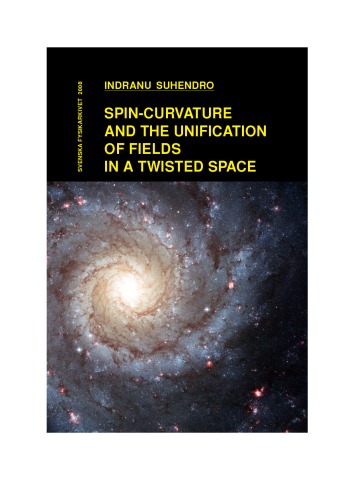 SVENSKA FYSIKARKIVET 2008
INDRANU SUHENDRO
SPIN-CURVATURE
AND THE UNIFICATION
OF FIELDS
IN A TWISTED SPACE